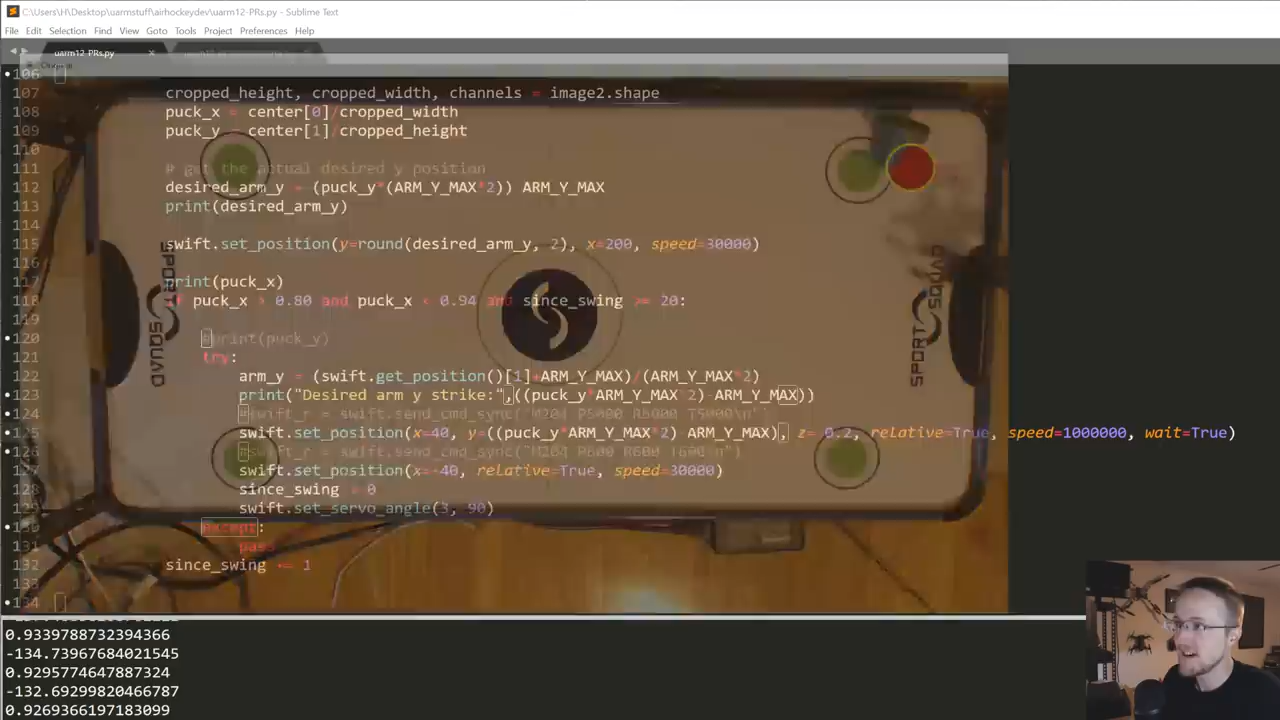 C:\Users\H\Desktop\uarmstuff\airhockeydev\uarm12-PRs.py - Sublime Text
File Edit Selection Find View Goto Tools Project Preferences Help
uarm12-PRs.py
106
107 cropped_height, cropped_width, channels = image2.shape
108 puck_x = center[0]/cropped_width
109 puck_y = center[1]/cropped_height
110
111 # get the actual desired y position
112 desired_arm_y = (puck_y*(ARM_Y_MAX*2)) ARM_Y_MAX
113 print(desired_arm_y)
114
115 swift.set_position(y=round(desired_arm_y, 2), x=200, speed=30000)
116
117 print(puck_x)
118 if puck_x > 0.80 and puck_x < 0.94 and since_swing >= 20:
119
120 #print(puck_y)
121 try:
122 arm_y = (swift.get_position()[1]+ARM_Y_MAX)/(ARM_Y_MAX*2)
123 print("Desired arm y strike:",((puck_y*ARM_Y_MAX*2)-ARM_Y_MAX))
124 #swift_r = swift.send_cmd_sync("M204 P5000 R5000 T5000\n")
125 swift.set_position(x=40, y=((puck_y*ARM_Y_MAX*2)-ARM_Y_MAX), z=-0.2, relative=True, speed=1000000, wait=True)
126 #swift_r = swift.send_cmd_sync("M204 P600 R600 T600\n")
127 swift.set_position(x=-40, relative=True, speed=30000)
128 since_swing = 0
129 swift.set_servo_angle(3, 90)
130 except:
131 pass
132 since_swing += 1
133
134
SPORT SQUAD
SPORT SQUAD
0.9339788732394366
-134.73967684021545
0.9295774647887324
-132.69299820466787
0.9269366197183099